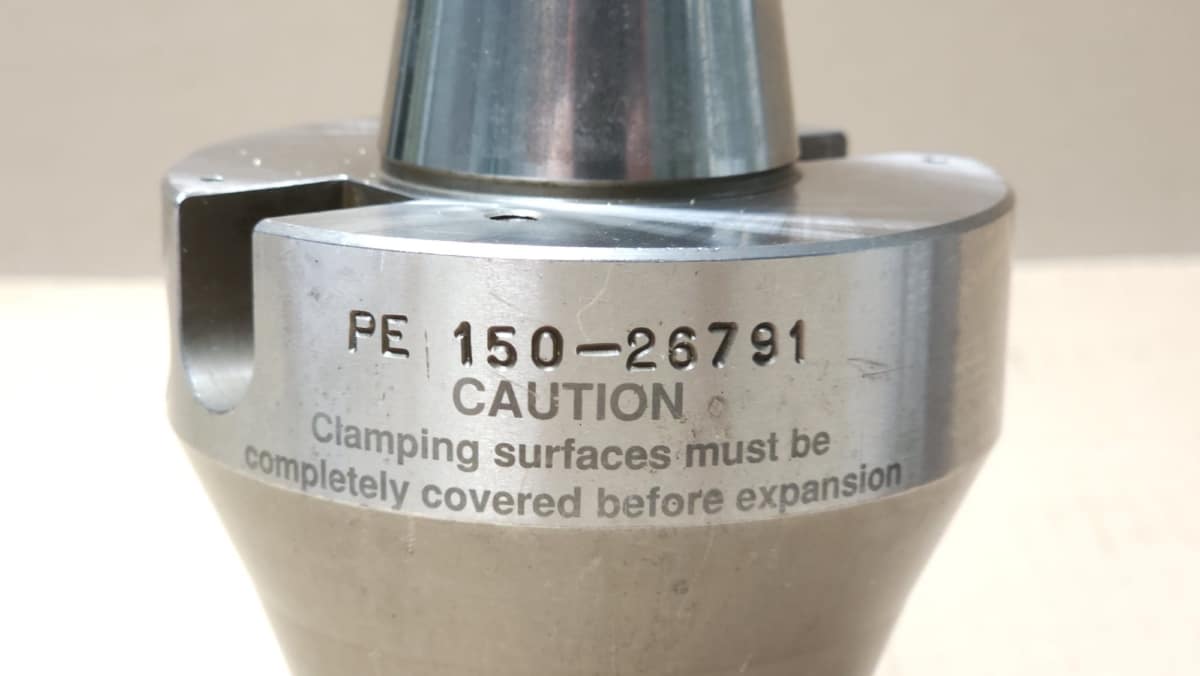 PE 150-26791
CAUTION
Clamping surfaces must be
completely covered before expansion